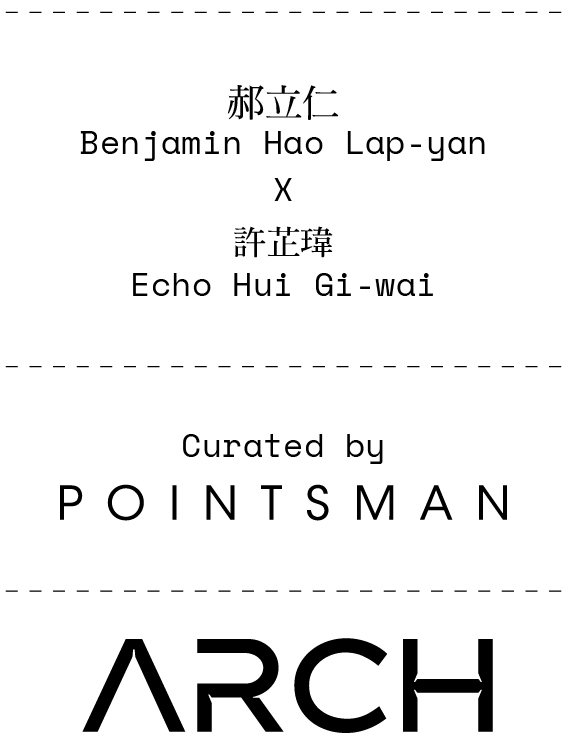 郝立仁
Benjamin Hao Lap-yan
X
許芷瑋
Echo Hui Gi-wai
Curated by
POINTSMAN
ARCH